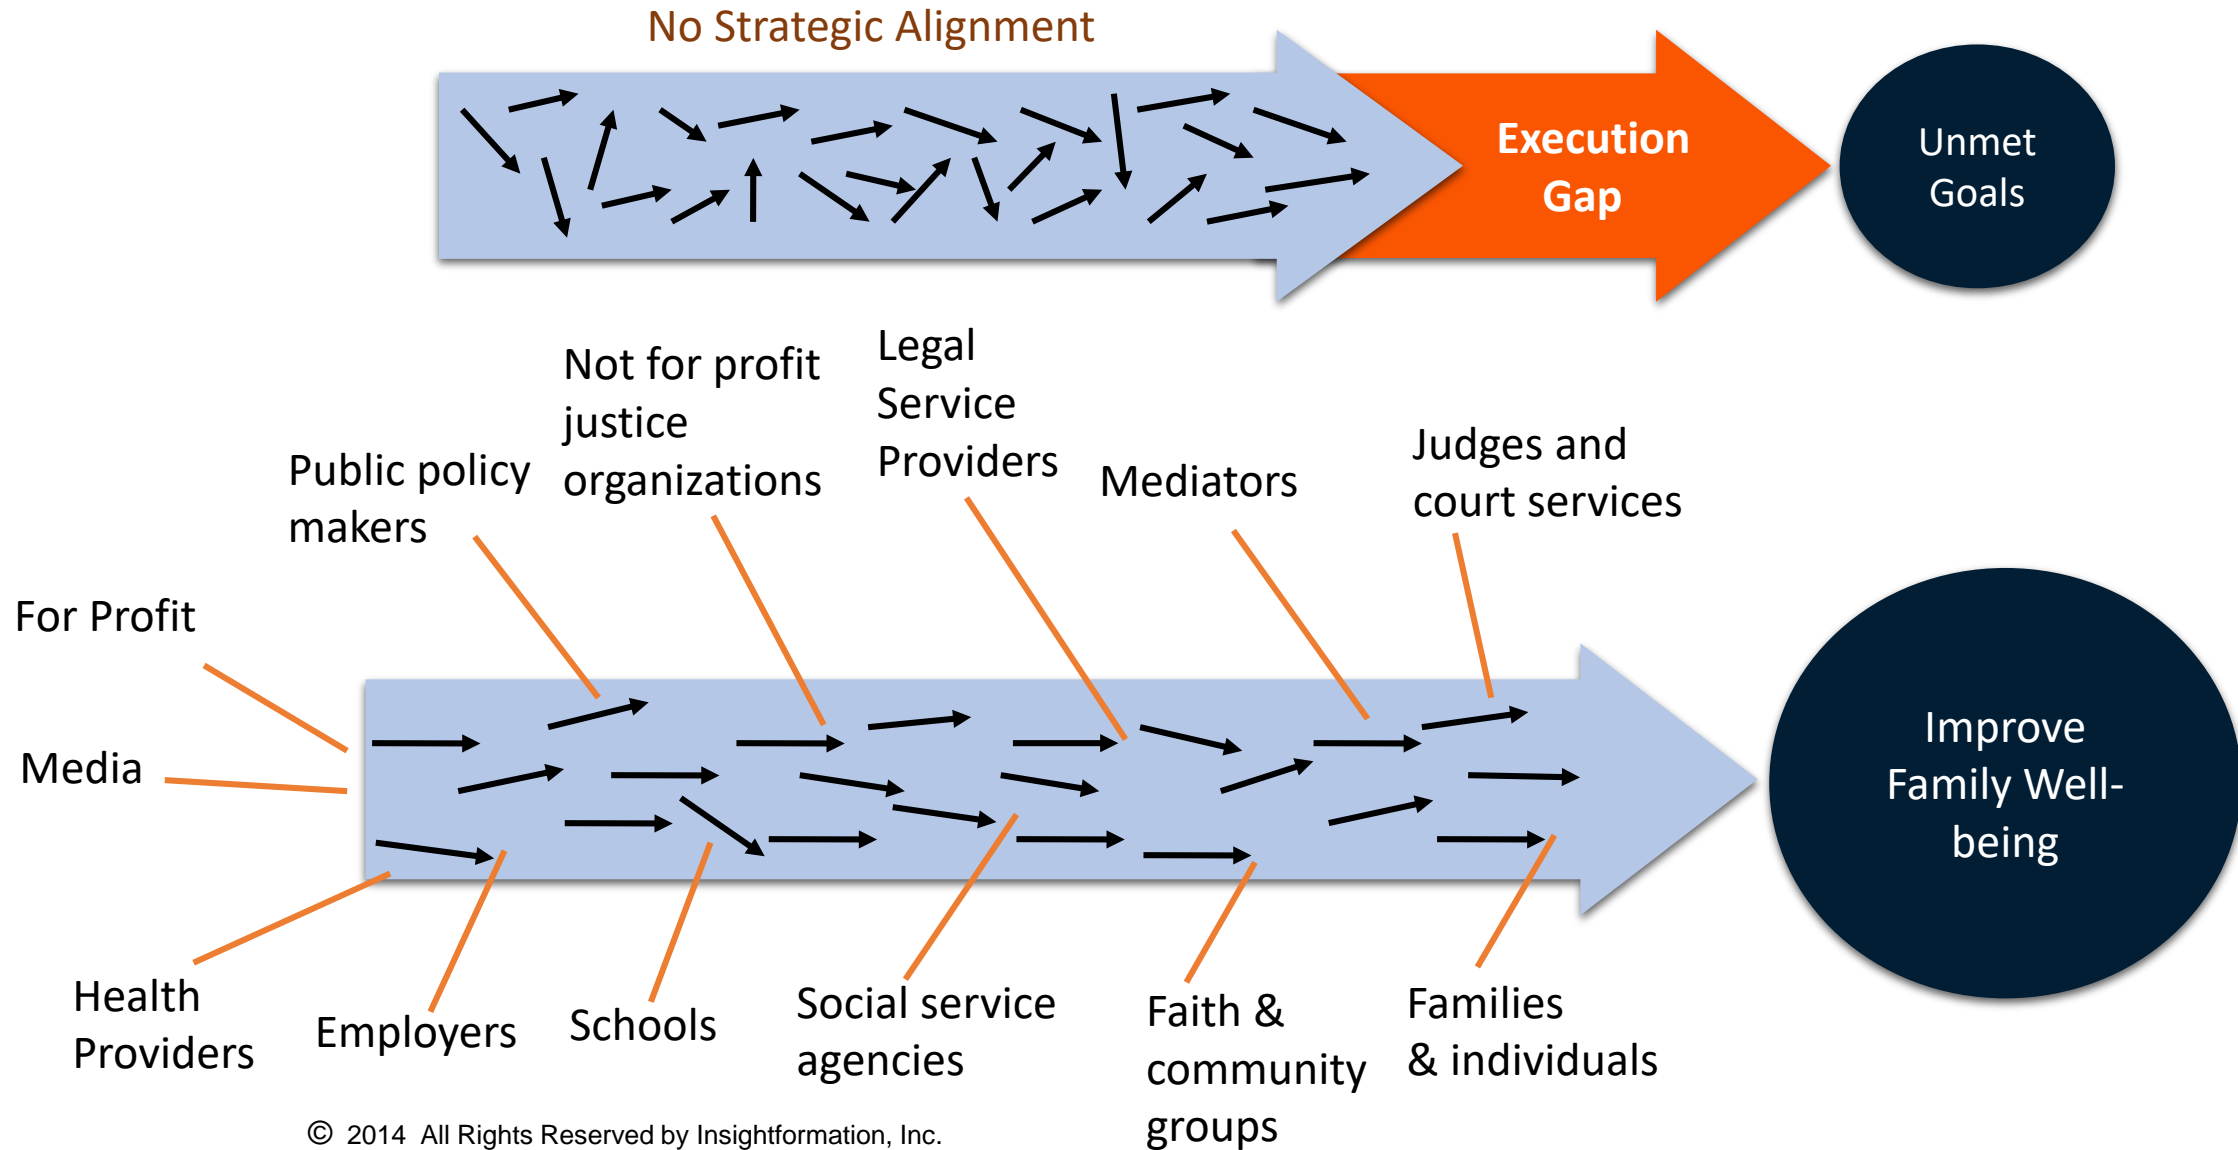 No Strategic Alignment
Execution
Gap
Unmet
Goals
Legal
Service
Providers
Not for profit
justice
organizations
Public policy
makers
Mediators
Judges and
court services
For Profit
Media
Improve
Family Well-
being
Health
Providers
Employers
Schools
Social service
agencies
Faith &
community
groups
Families
& individuals
© 2014 All Rights Reserved by Insightformation, Inc.